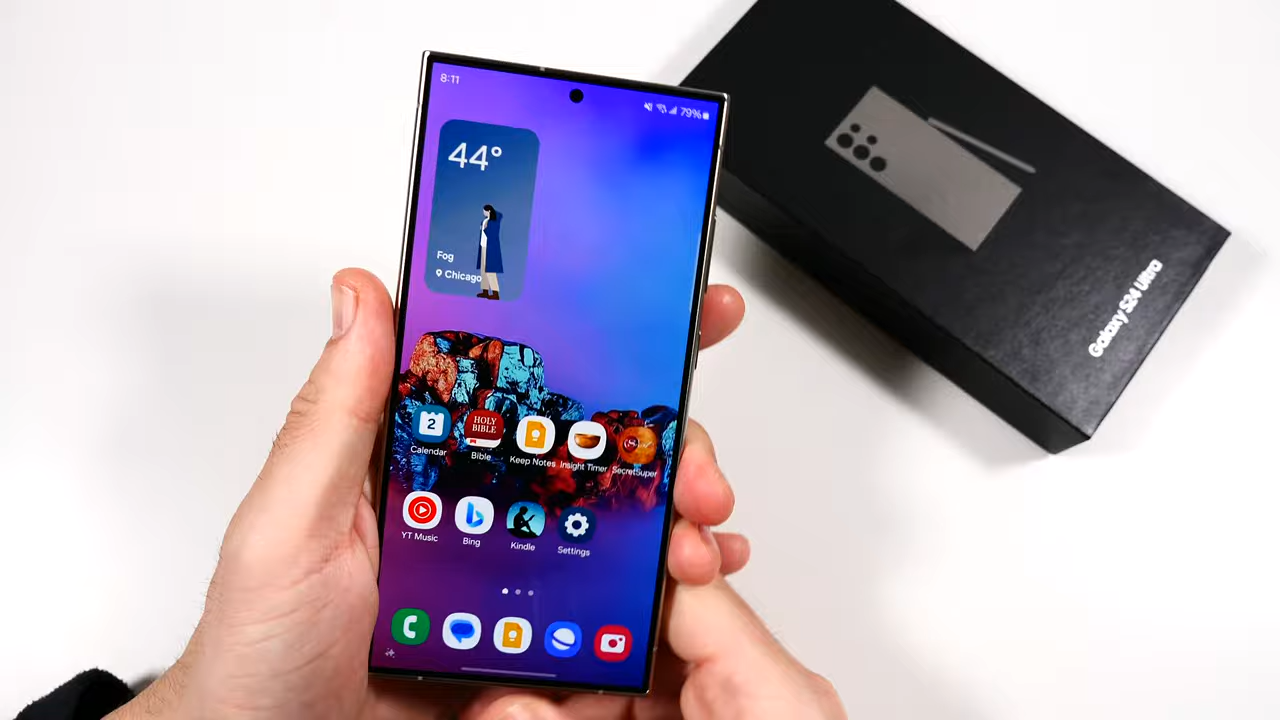 8:11
79%
44°
Fog
Chicago
2
HOLY
BIBLE
Calendar
Bible
Keep Notes
Insight Timer
SecretSuper
YT Music
Bing
Kindle
Settings
Galaxy S24 Ultra